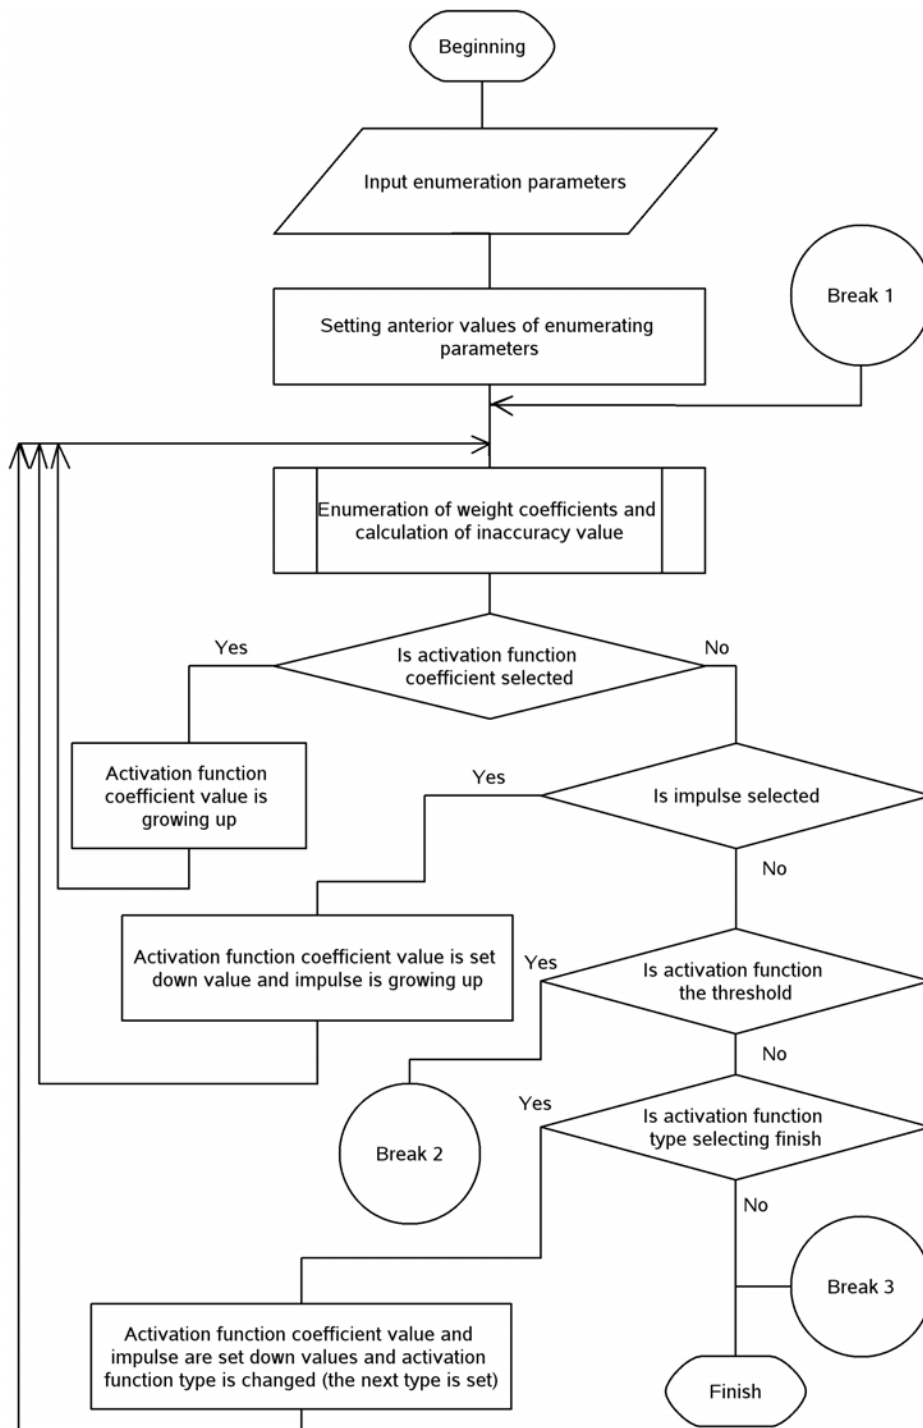 Beginning
Input enumeration parameters
Break 1
Setting anterior values of enumerating
parameters
Enumeration of weight coefficients and
calculation of inaccuracy value
Yes
Is activation function
coefficient selected
No
Activation function
coefficient value is
growing up
Yes
Is impulse selected
No
Activation function coefficient value is set
down value and impulse is growing up
Yes
Is activation function
the threshold
No
Yes
Is activation function
type selecting finish
Break 2
No
Break 3
Activation function coefficient value and
impulse are set down values and activation
function type is changed (the next type is set)
Finish